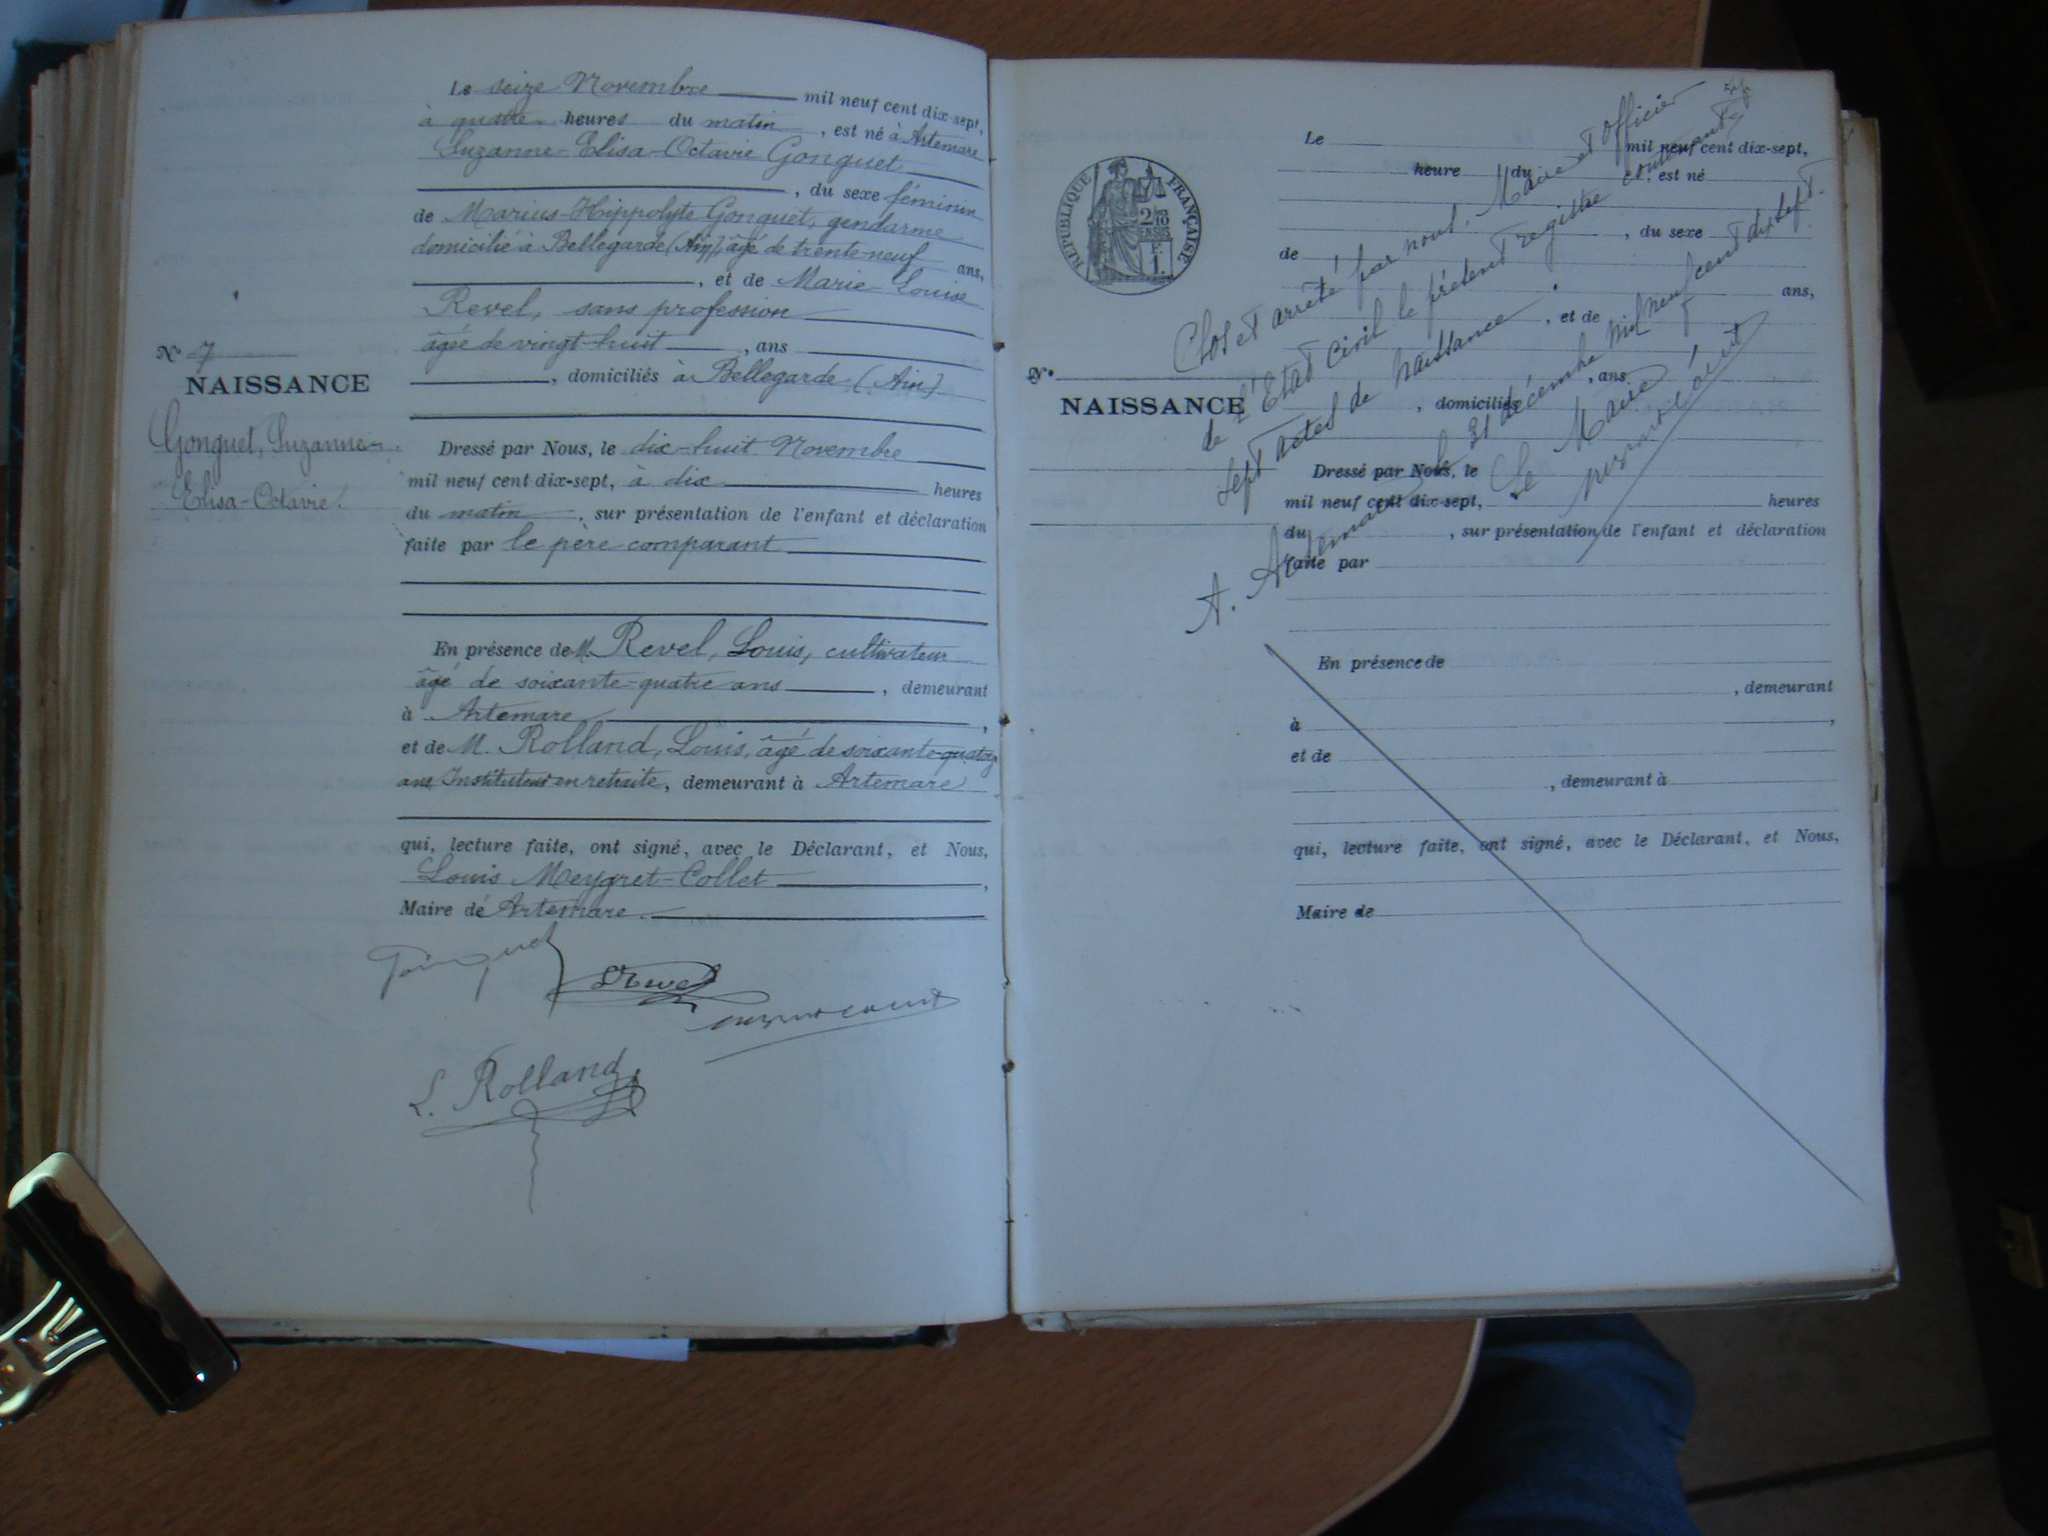 Le seize Novembre mil neuf cent dix-sept,
à quatre heures du matin, est né à Artemare
Suzanne-Elisa-Octavie Gonguet
, du sexe féminin
de Marius-Hippolyte Gonguet, gendarme
domicilié à Bellegarde (Ain), âgé de trente-neuf ans,
, et de Marie-Louise
Revel, sans profession
âgée de vingt-huit, ans
, domiciliés à Bellegarde (Ain)
N° 7
NAISSANCE
Gonguet, Suzanne-
Elisa-Octavie.
Dressé par Nous, le dix-huit Novembre
mil neuf cent dix-sept, à dix heures
du matin, sur présentation de l'enfant et déclaration
faite par le père comparant
En présence de M. Revel, Louis, cultivateur
âgé de soixante-quatre ans, demeurant
à Artemare,
et de M. Rolland, Louis, âgé de soixante-quatorze
ans, Instituteur en retraite, demeurant à Artemare
qui, lecture faite, ont signé, avec le Déclarant, et Nous,
Louis Meygret-Collet,
Maire de Artemare.
Gonguet
L Revel
L. Rolland
RÉPUBLIQUE FRANÇAISE
Le mil neuf cent dix-sept,
heure du, est né
, du sexe
de
ans,
, et de
, ans
N°
NAISSANCE
, domiciliés
Clos et arrêté par nous, Maire et Officier
de l'Etat Civil le présent registre contenant
sept actes de naissance.
A Artemare, le 31 décembre mil neuf cent dix sept.
Le Maire
Dressé par Nous, le
mil neuf cent dix-sept, heures
du, sur présentation de l'enfant et déclaration
faite par
En présence de
, demeurant
à,
et de
, demeurant à
qui, lecture faite, ont signé, avec le Déclarant, et Nous,
Maire de